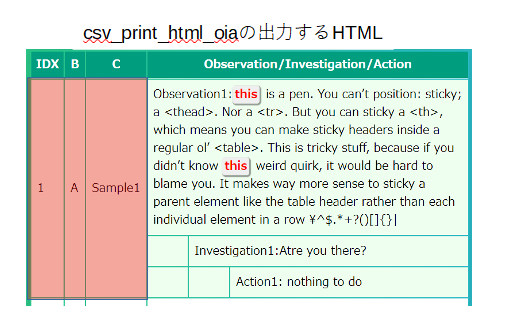 csv_print_html_oiaの出力するHTML
IDX B C Observation/Investigation/Action
1 A Sample1
Observation1:this is a pen. You can't position: sticky;
a <thead>. Nor a <tr>. But you can sticky a <th>,
which means you can make sticky headers inside a
regular ol' <table>. This is tricky stuff, because if you
didn't know this weird quirk, it would be hard to
blame you. It makes way more sense to sticky a
parent element like the table header rather than each
individual element in a row ¥^$.*+?()[]{}|
Investigation1:Atre you there?
Action1: nothing to do